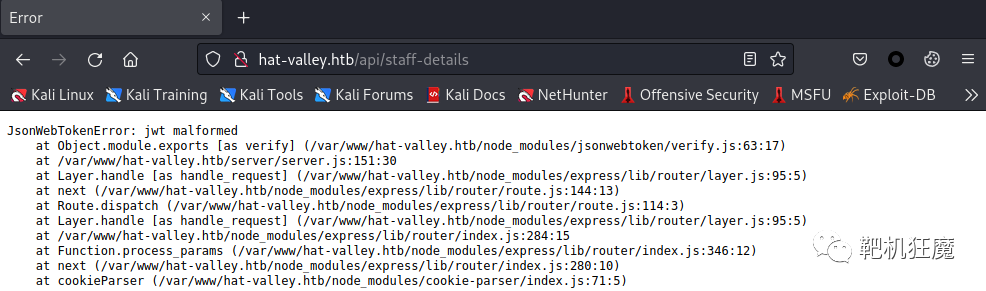 Error
hat-valley.htb/api/staff-details
Kali Linux Kali Training Kali Tools Kali Forums Kali Docs NetHunter Offensive Security MSFU Exploit-DB
JsonWebTokenError: jwt malformed
at Object.module.exports [as verify] (/var/www/hat-valley.htb/node_modules/jsonwebtoken/verify.js:63:17)
at /var/www/hat-valley.htb/server/server.js:151:30
at Layer.handle [as handle_request] (/var/www/hat-valley.htb/node_modules/express/lib/router/layer.js:95:5)
at next (/var/www/hat-valley.htb/node_modules/express/lib/router/route.js:144:13)
at Route.dispatch (/var/www/hat-valley.htb/node_modules/express/lib/router/route.js:114:3)
at Layer.handle [as handle_request] (/var/www/hat-valley.htb/node_modules/express/lib/router/layer.js:95:5)
at /var/www/hat-valley.htb/node_modules/express/lib/router/index.js:284:15
at Function.process_params (/var/www/hat-valley.htb/node_modules/express/lib/router/index.js:346:12)
at next (/var/www/hat-valley.htb/node_modules/express/lib/router/index.js:280:10)
at cookieParser (/var/www/hat-valley.htb/node_modules/cookie-parser/index.js:71:5)
靶机狂魔